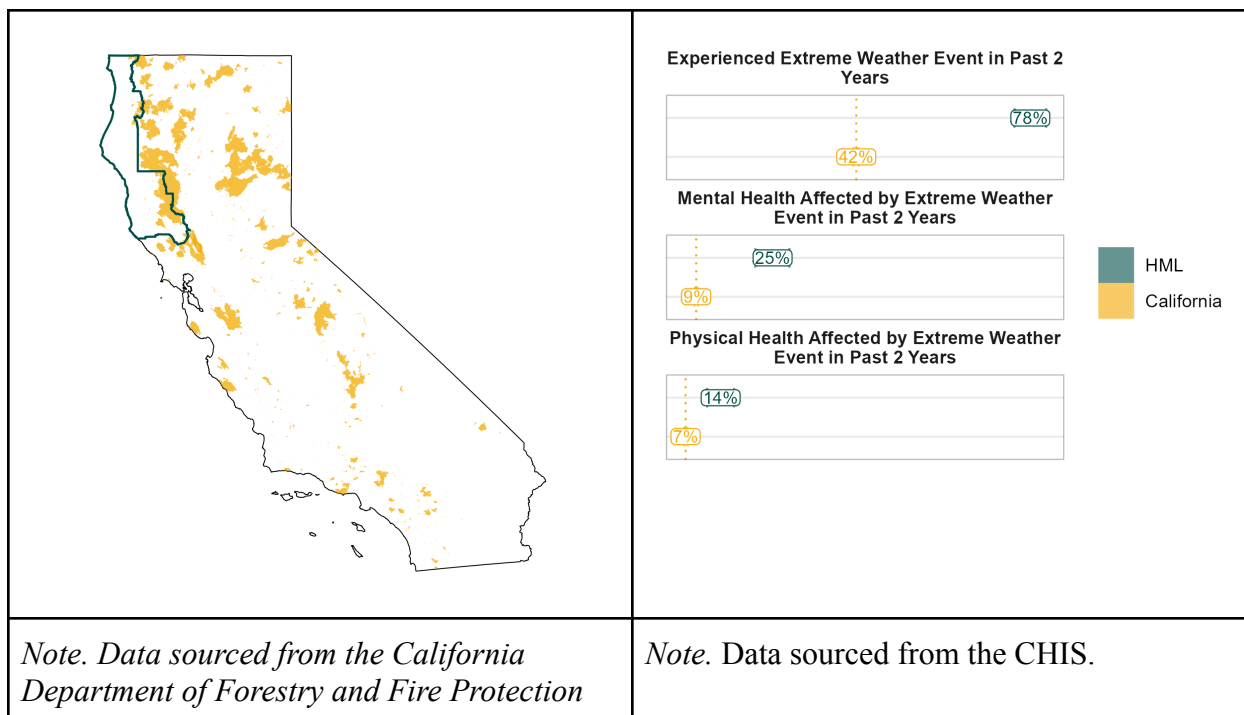 Experienced Extreme Weather Event in Past 2
Years
78%
42%
Mental Health Affected by Extreme Weather
Event in Past 2 Years
25%
9%
Physical Health Affected by Extreme Weather
Event in Past 2 Years
14%
7%
HML
California
Note. Data sourced from the California
Department of Forestry and Fire Protection
Note. Data sourced from the CHIS.